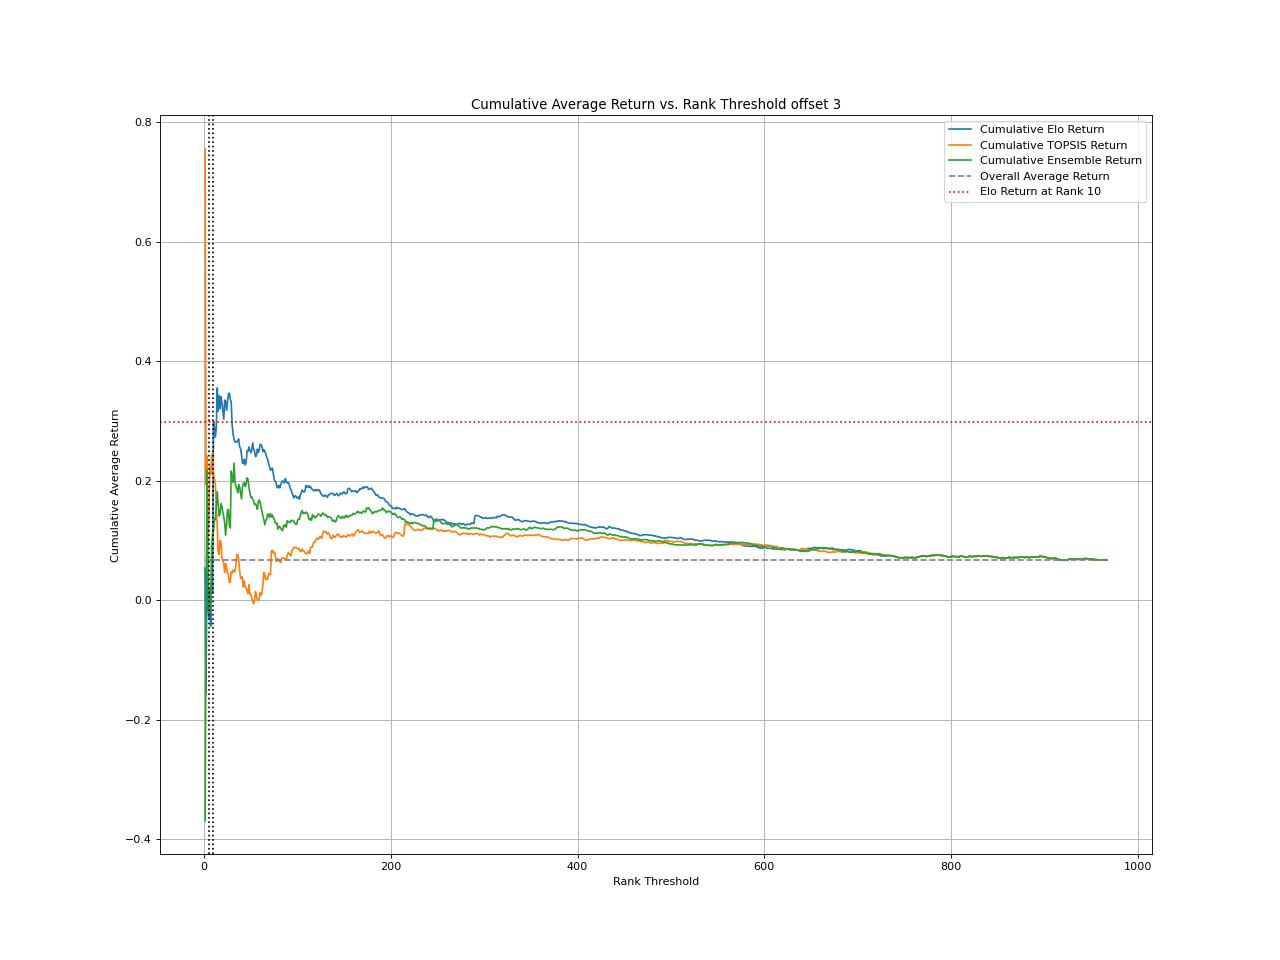 Cumulative Average Return vs. Rank Threshold offset 3
Cumulative Elo Return
Cumulative TOPSIS Return
Cumulative Ensemble Return
Overall Average Return
Elo Return at Rank 10
0.8
0.6
0.4
0.2
0.0
−0.2
−0.4
Cumulative Average Return
0 200 400 600 800 1000
Rank Threshold